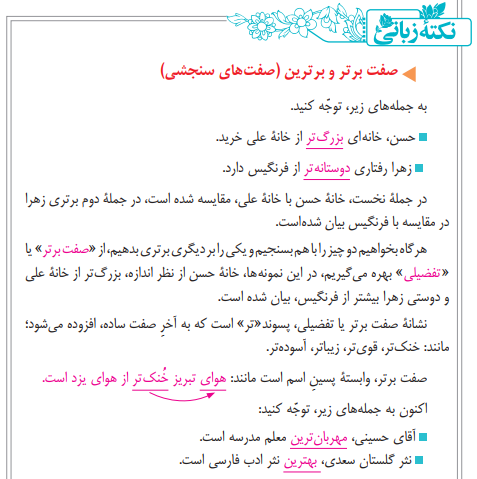 نکتهٔ زبانی
صفت برتر و برترین (صفت‌های سنجشی)
به جمله‌های زیر، توجّه کنید.
حسن، خانه‌ای بزرگ‌تر از خانهٔ علی خرید.
زهرا رفتاری دوستانه‌تر از فرنگیس دارد.
در جملهٔ نخست، خانهٔ حسن با خانهٔ علی، مقایسه شده است، در جملهٔ دوم برتری زهرا
در مقایسه با فرنگیس بیان شده‌است.
هرگاه بخواهیم دو چیز را با هم بسنجیم و یکی را بر دیگری برتری بدهیم، از «صفت برتر» یا
«تفضیلی» بهره می‌گیریم، در این نمونه‌ها، خانهٔ حسن از نظر اندازه، بزرگ‌تر از خانهٔ علی
و دوستی زهرا بیشتر از فرنگیس، بیان شده است.
نشانهٔ صفت برتر یا تفضیلی، پسوند«تر» است که به آخرِ صفت ساده، افزوده می‌شود؛
مانند: خنک‌تر، قوی‌تر، زیباتر، آسوده‌تر.
صفت برتر، وابستهٔ پسینِ اسم است مانند: هوای تبریز خُنک‌تر از هوای یزد است.
اکنون به جمله‌های زیر، توجّه کنید:
آقای حسینی، مهربان‌ترین معلم مدرسه است.
نثر گلستان سعدی، بهترین نثر ادب فارسی است.